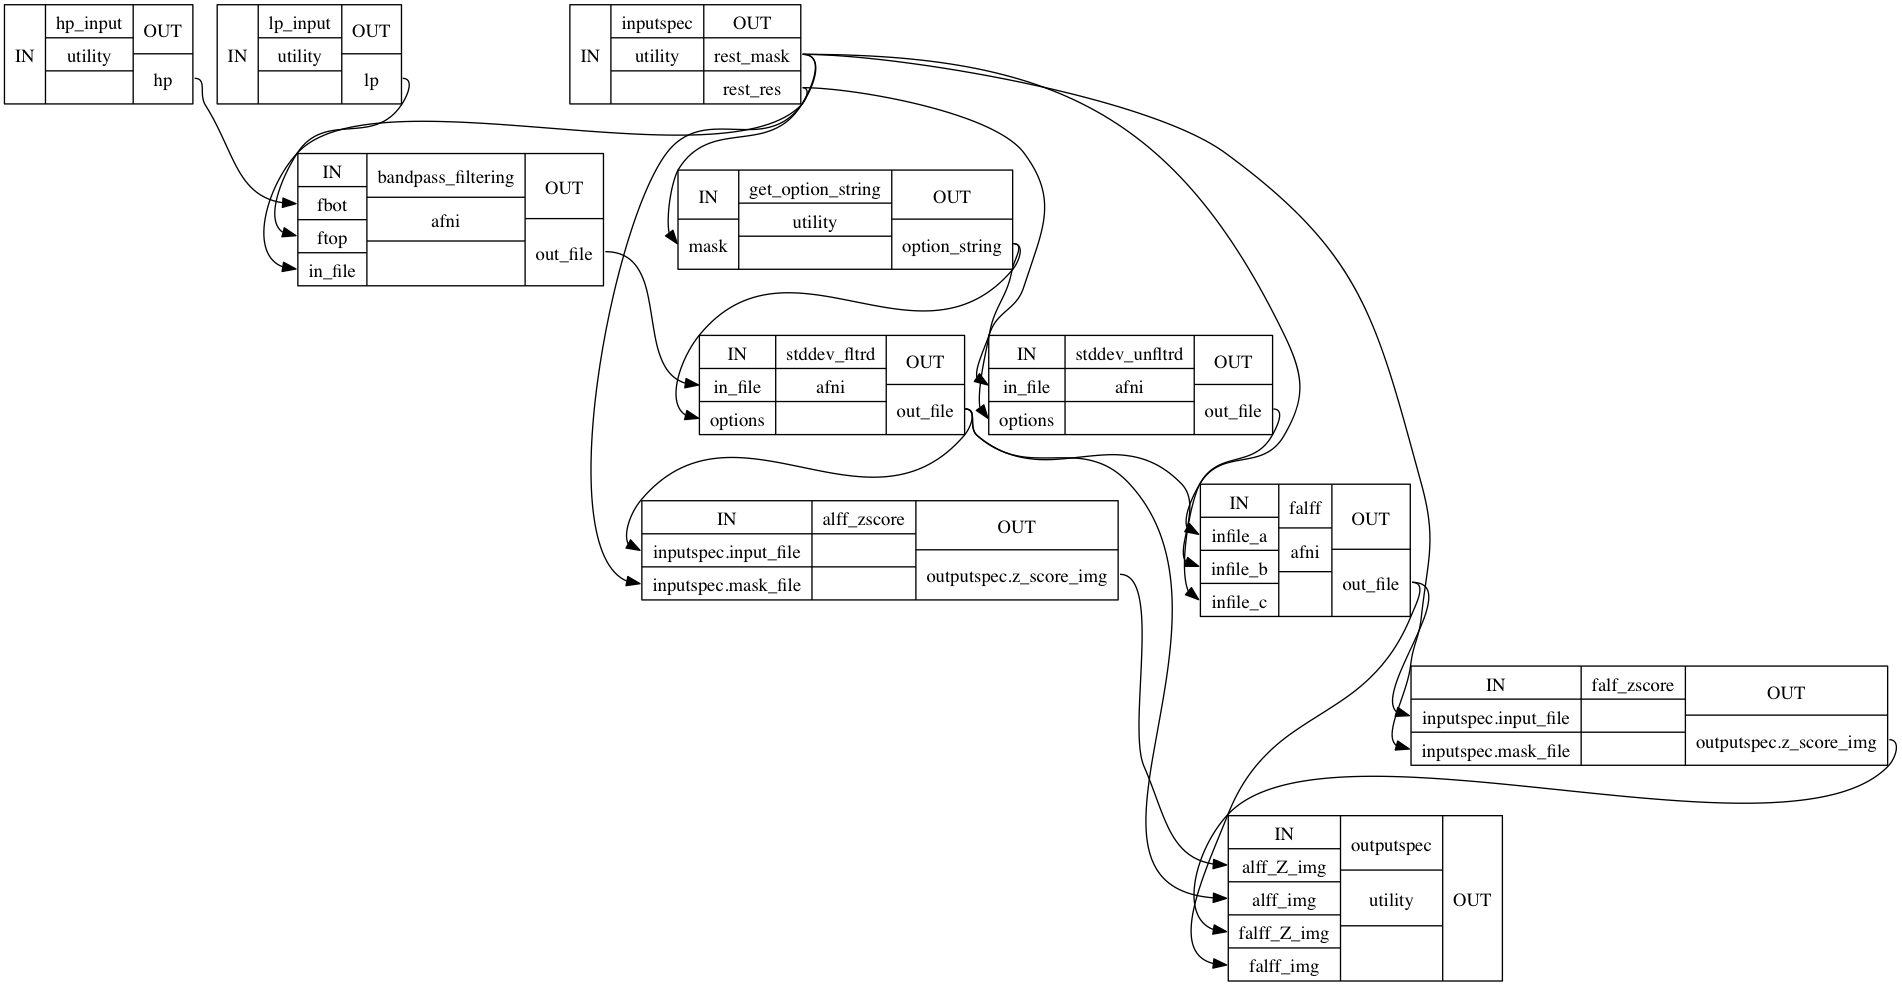 IN
hp_input
utility
OUT
hp
IN
lp_input
utility
OUT
lp
IN
inputspec
utility
OUT
rest_mask
rest_res
IN
fbot
ftop
in_file
bandpass_filtering
afni
OUT
out_file
IN
mask
get_option_string
utility
OUT
option_string
IN
in_file
options
stddev_fltrd
afni
OUT
out_file
IN
in_file
options
stddev_unfltrd
afni
OUT
out_file
IN
inputspec.input_file
inputspec.mask_file
alff_zscore
OUT
outputspec.z_score_img
IN
infile_a
infile_b
infile_c
falff
afni
OUT
out_file
IN
inputspec.input_file
inputspec.mask_file
falf_zscore
OUT
outputspec.z_score_img
IN
alff_Z_img
alff_img
falff_Z_img
falff_img
outputspec
utility
OUT